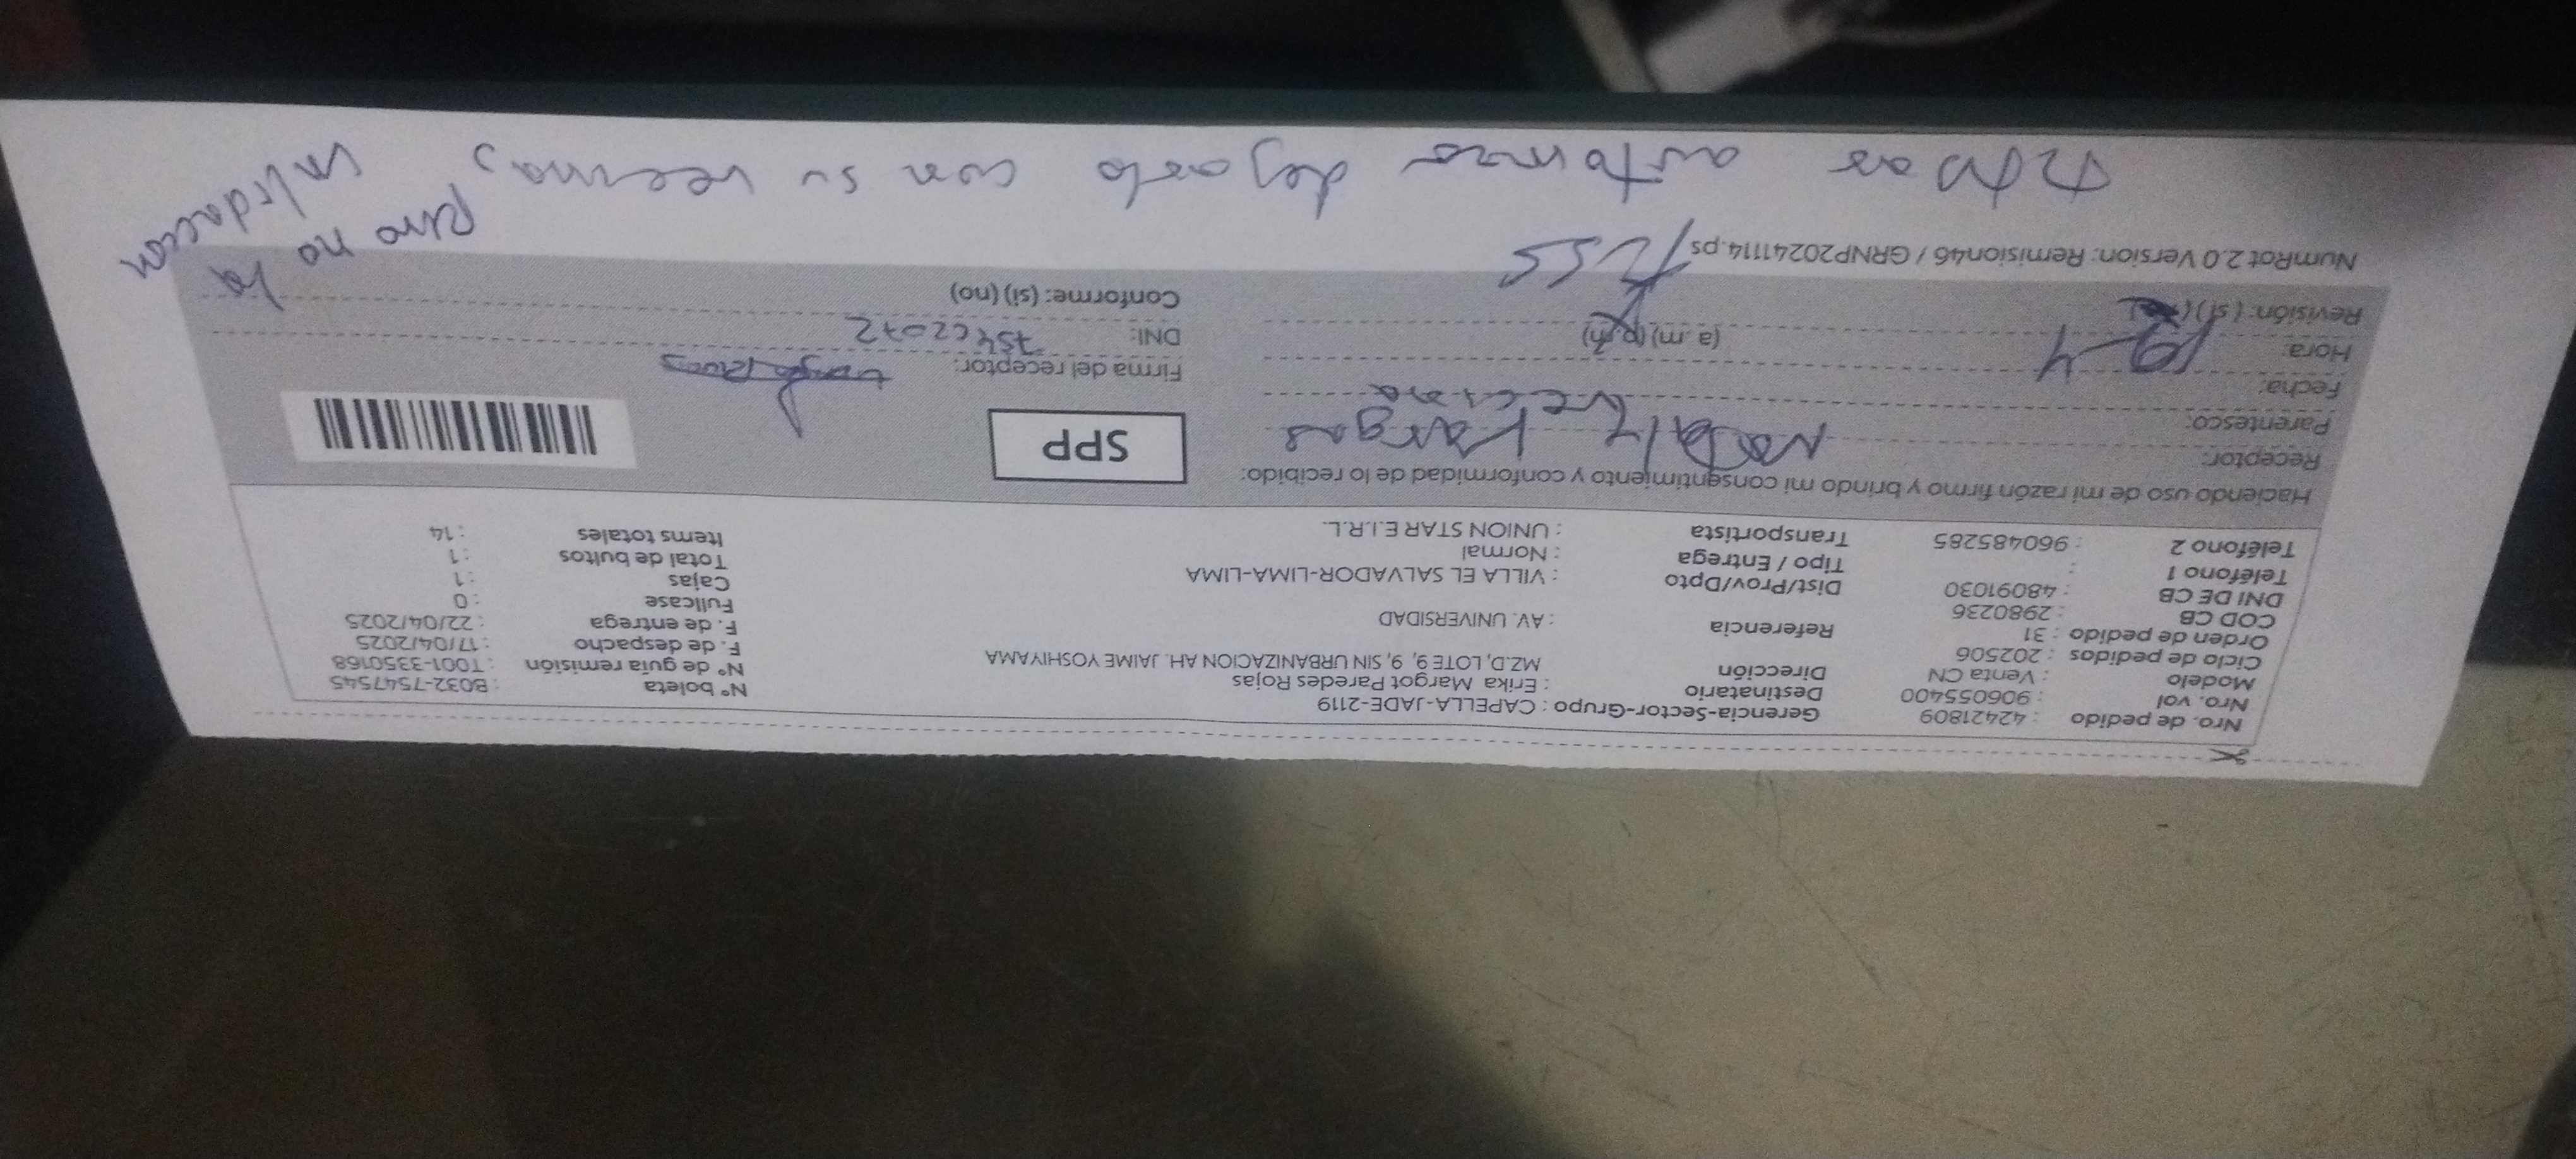 Nro. de pedido : 42421809
Nro. vol : 906055400
Modelo : Venta CN
Ciclo de pedidos : 202506
Orden de pedido : 31
COD CB : 2980236
DNI DE CB : 48091030
Teléfono 1 :
Teléfono 2 : 960485285
Gerencia-Sector-Grupo : CAPELLA-JADE-2119
Destinatario : Erika Margot Paredes Rojas
Dirección MZ.D, LOTE 9, 9, SIN URBANIZACION AH. JAIME YOSHIYAMA
Referencia : AV. UNIVERSIDAD
Dist/Prov/Dpto : VILLA EL SALVADOR-LIMA-LIMA
Tipo / Entrega : Normal
Transportista : UNION STAR E.I.R.L.
N° boleta : B032-7547545
N° de guía remisión : T001-3350168
F. de despacho : 17/04/2025
F. de entrega : 22/04/2025
Fullcase : 0
Cajas : 1
Total de bultos : 1
Items totales : 14
Haciendo uso de mi razón firmo y brindo mi consentimiento y conformidad de lo recibido:
Receptor: Vargas
Parentesco: vecina
Fecha: 19-4
Hora: (a. m) (p. m)
Revisión: (sí) (no)
SPP
Firma del receptor:
DNI:
Conforme: (sí) (no)
NumRot 2.0 Version: Remision46 / GRNP20241114.ps
autorizo dejarlo con su vecina,
pero no la
validacion